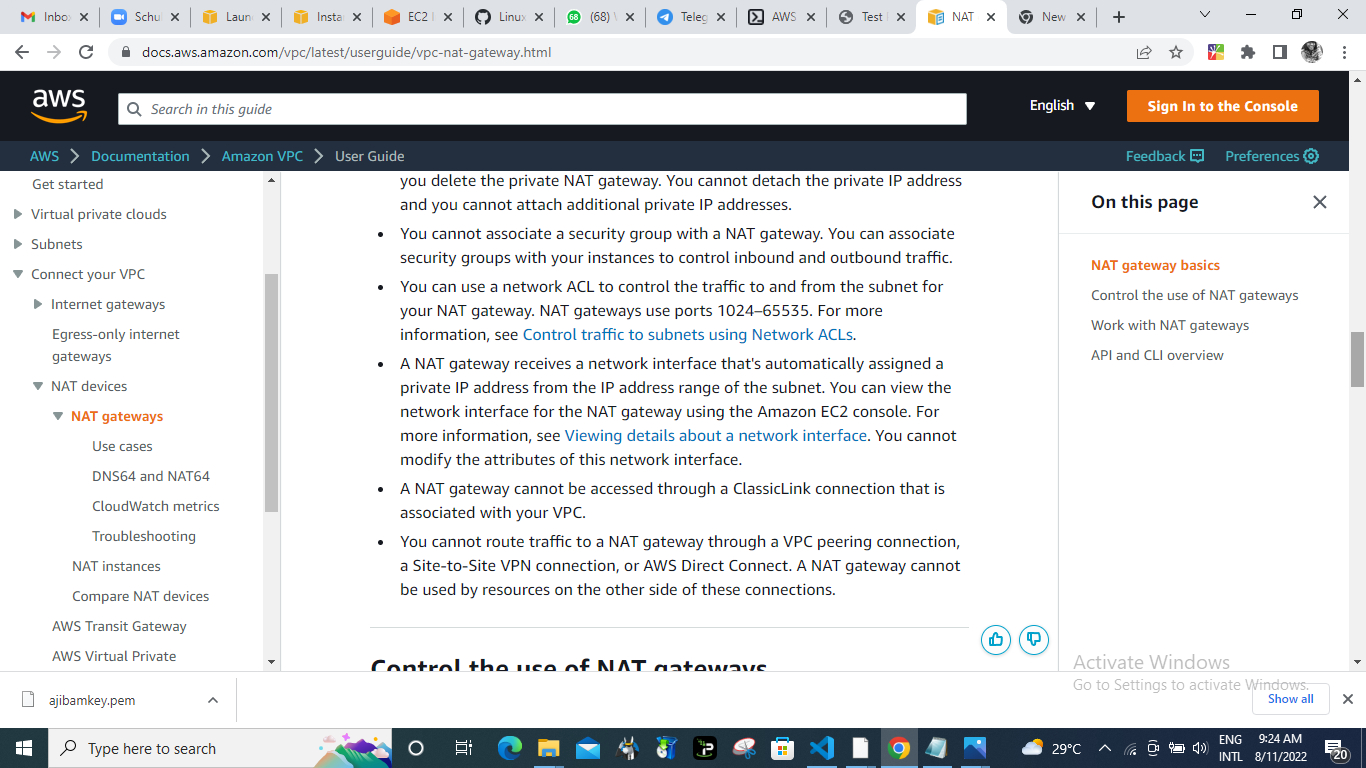 Inbo
Schu
Laun
Insta
EC2
Linux
(68)
Teleg
AWS
Test
NAT
New
docs.aws.amazon.com/vpc/latest/userguide/vpc-nat-gateway.html
aws
Search in this guide
English
Sign In to the Console
AWS
Documentation
Amazon VPC
User Guide
Feedback
Preferences
Get started
Virtual private clouds
Subnets
Connect your VPC
Internet gateways
Egress-only internet
gateways
NAT devices
NAT gateways
Use cases
DNS64 and NAT64
CloudWatch metrics
Troubleshooting
NAT instances
Compare NAT devices
AWS Transit Gateway
AWS Virtual Private
you delete the private NAT gateway. You cannot detach the private IP address
and you cannot attach additional private IP addresses.
• You cannot associate a security group with a NAT gateway. You can associate
security groups with your instances to control inbound and outbound traffic.
• You can use a network ACL to control the traffic to and from the subnet for
your NAT gateway. NAT gateways use ports 1024–65535. For more
information, see Control traffic to subnets using Network ACLs.
• A NAT gateway receives a network interface that's automatically assigned a
private IP address from the IP address range of the subnet. You can view the
network interface for the NAT gateway using the Amazon EC2 console. For
more information, see Viewing details about a network interface. You cannot
modify the attributes of this network interface.
• A NAT gateway cannot be accessed through a ClassicLink connection that is
associated with your VPC.
• You cannot route traffic to a NAT gateway through a VPC peering connection,
a Site-to-Site VPN connection, or AWS Direct Connect. A NAT gateway cannot
be used by resources on the other side of these connections.
Control the use of NAT gateways
On this page
NAT gateway basics
Control the use of NAT gateways
Work with NAT gateways
API and CLI overview
Activate Windows
Go to Settings to activate Windows.
ajibamkey.pem
Show all
Type here to search
29°C
ENG
INTL
9:24 AM
8/11/2022
20